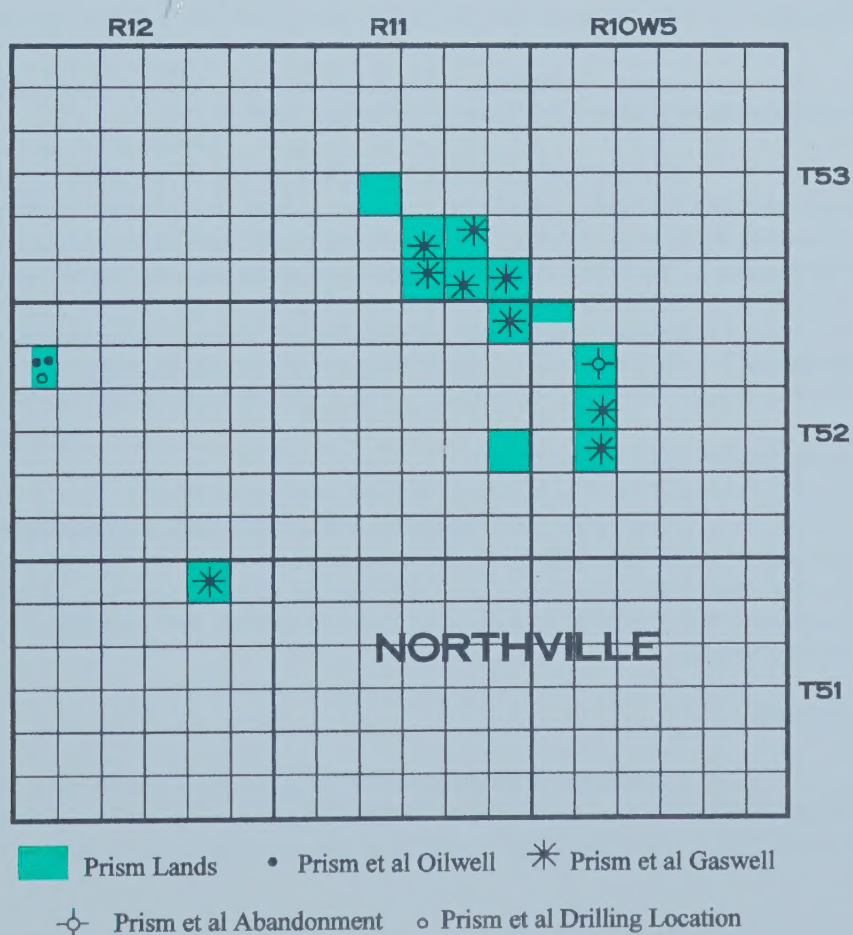 R12 R11 R10W5
T53
T52
NORTHVILLE
T51
Prism Lands Prism et al Oilwell Prism et al Gaswell
Prism et al Abandonment Prism et al Drilling Location